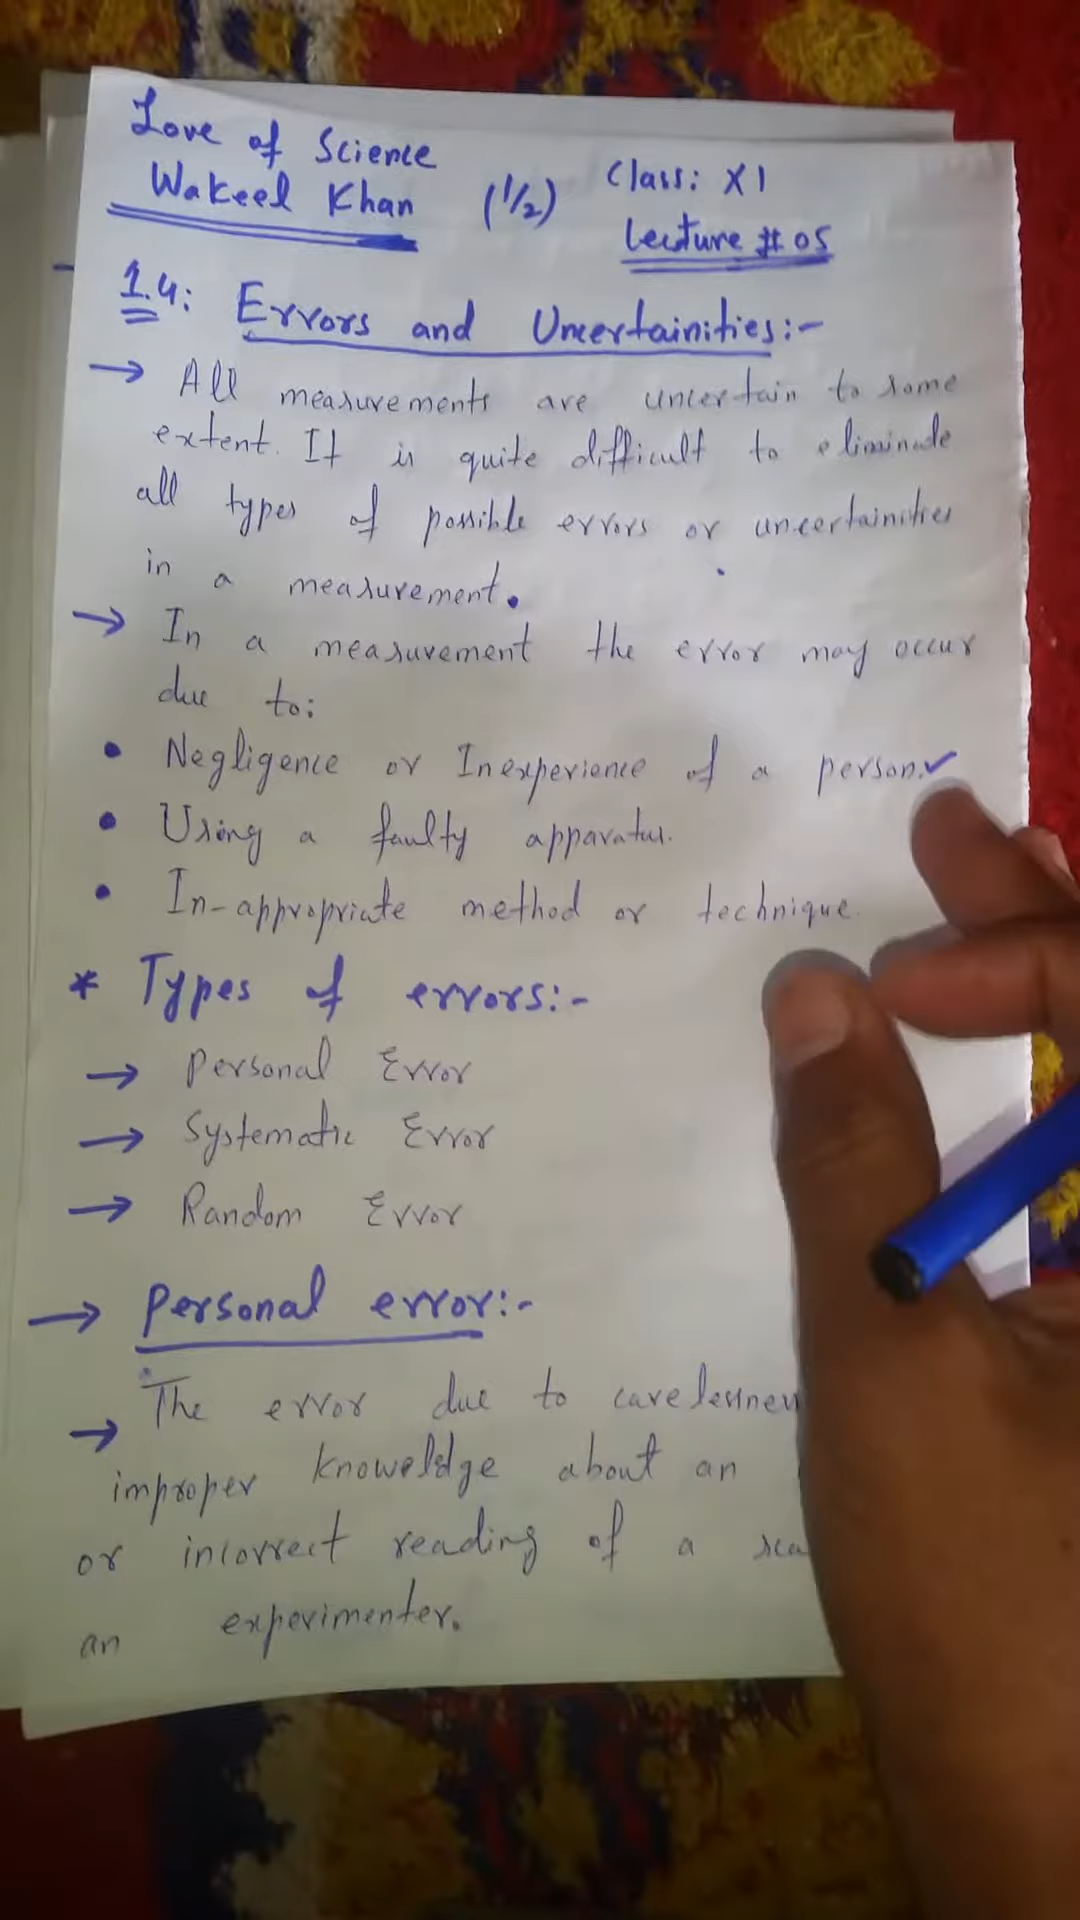 Love of Science
Wakeel Khan (1/2) Class: XI
Lecture # 05
1.4: Errors and Uncertainities:-
→ All measurements are uncertain to some
extent. It is quite difficult to eliminate
all types of possible errors or uncertainities
in a measurement.
→ In a measurement the error may occur
due to:
• Negligence or Inexperience of a person. ✓
• Using a faulty apparatus.
• In-appropriate method or technique.
* Types of errors:-
→ Personal Error
→ Systematic Error
→ Random Error
→ Personal error:-
→ The error due to carelessness
improper knoweldge about an
or incorrect reading of a
an experimenter.